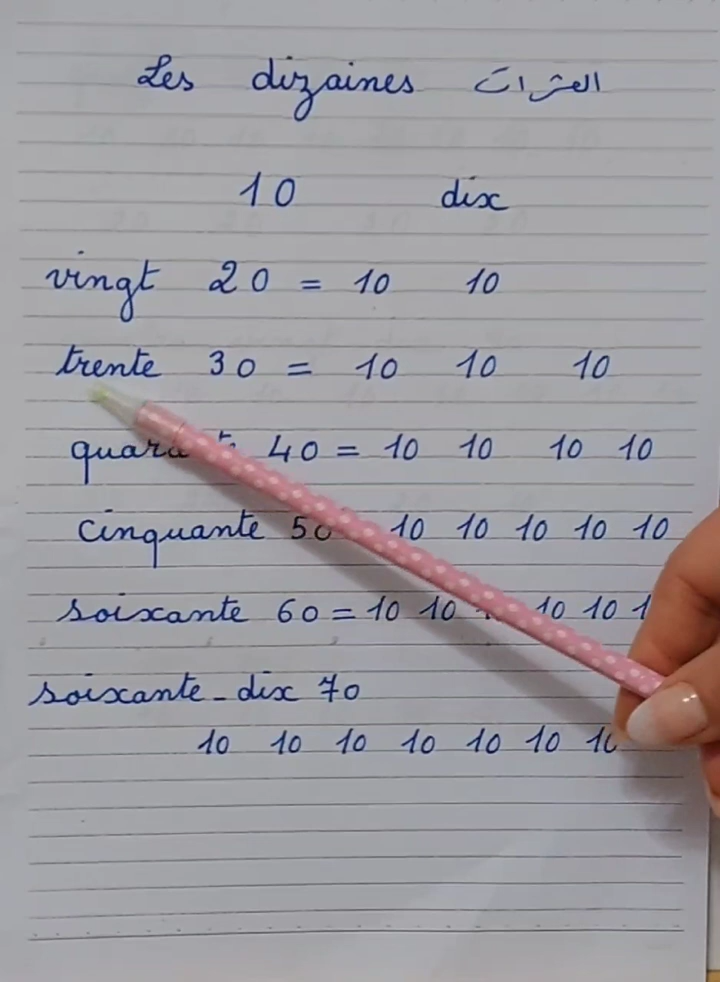 Les dizaines العشرات
10 dix
vingt 20 = 10 10
trente 30 = 10 10 10
40 = 10 10 10 10
cinquante 50 10 10 10 10 10
soixante 60 = 10 10 10 10
soixante-dix 70
10 10 10 10 10 10 10